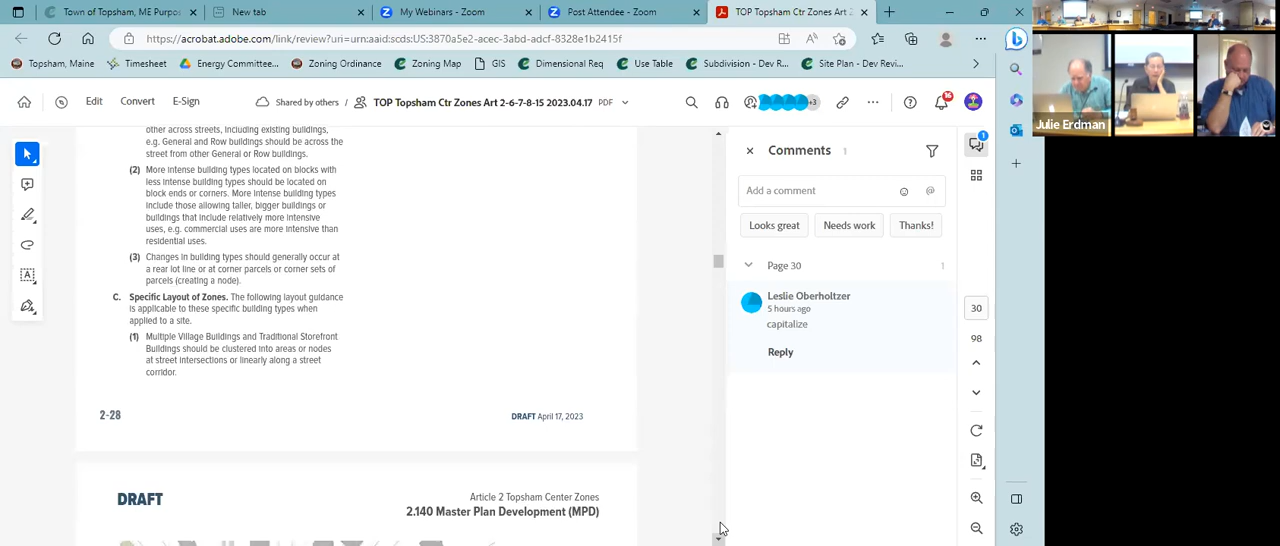 Town of Topsham, ME Purpos
New tab
My Webinars - Zoom
Post Attendee - Zoom
TOP Topsham Ctr Zones Art 2
https://acrobat.adobe.com/link/review?uri=urn:aaid:scds:US:3870a5e2-acec-3abd-adcf-8328e1b2415f
Topsham, Maine
Timesheet
Energy Committee...
Zoning Ordinance
Zoning Map
GIS
Dimensional Req
Use Table
Subdivision - Dev R...
Site Plan - Dev Revi...
Edit
Convert
E-Sign
Shared by others
TOP Topsham Ctr Zones Art 2-6-7-8-15 2023.04.17
PDF
+3
16
other across streets, including existing buildings,
e.g. General and Row buildings should be across the
street from other General or Row buildings.
(2) More intense building types located on blocks with
less intense building types should be located on
block ends or corners. More intense building types
include those allowing taller, bigger buildings or
buildings that include relatively more intensive
uses, e.g. commercial uses are more intensive than
residential uses.
(3) Changes in building types should generally occur at
a rear lot line or at corner parcels or corner sets of
parcels (creating a node).
C. Specific Layout of Zones. The following layout guidance
is applicable to these specific building types when
applied to a site.
(1) Multiple Village Buildings and Traditional Storefront
Buildings should be clustered into areas or nodes
at street intersections or linearly along a street
corridor.
2-28
DRAFT April 17, 2023
DRAFT
Article 2 Topsham Center Zones
2.140 Master Plan Development (MPD)
Comments 1
Add a comment
@
Looks great
Needs work
Thanks!
Page 30
1
Leslie Oberholtzer
5 hours ago
capitalize
Reply
1
30
98
Julie Erdman